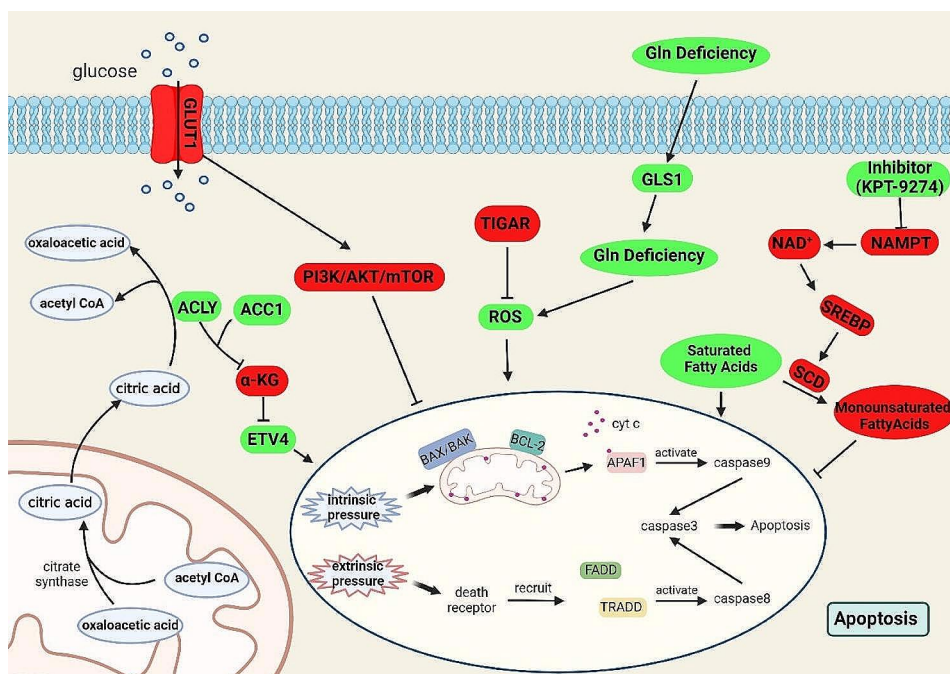 glucose
GLUT1
Gln Deficiency
GLS1
Gln Deficiency
Inhibitor
(KPT-9274)
NAMPT
NAD⁺
SREBP
SCD
TIGAR
ROS
PI3K/AKT/mTOR
oxaloacetic acid
acetyl CoA
ACLY
ACC1
α-KG
ETV4
citric acid
citric acid
citrate
synthase
acetyl CoA
oxaloacetic acid
Saturated
Fatty Acids
Monounsaturated
FattyAcids
BAX/BAK
BCL-2
cyt c
APAF1
activate
caspase9
intrinsic
pressure
caspase3
Apoptosis
extrinsic
pressure
death
receptor
recruit
FADD
TRADD
activate
caspase8
Apoptosis